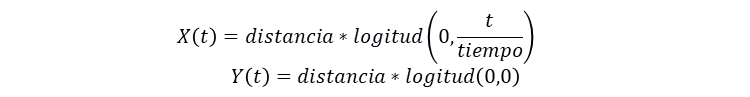 X(t) = distancia * logitud(0, t/tiempo)
Y(t) = distancia * logitud(0,0)